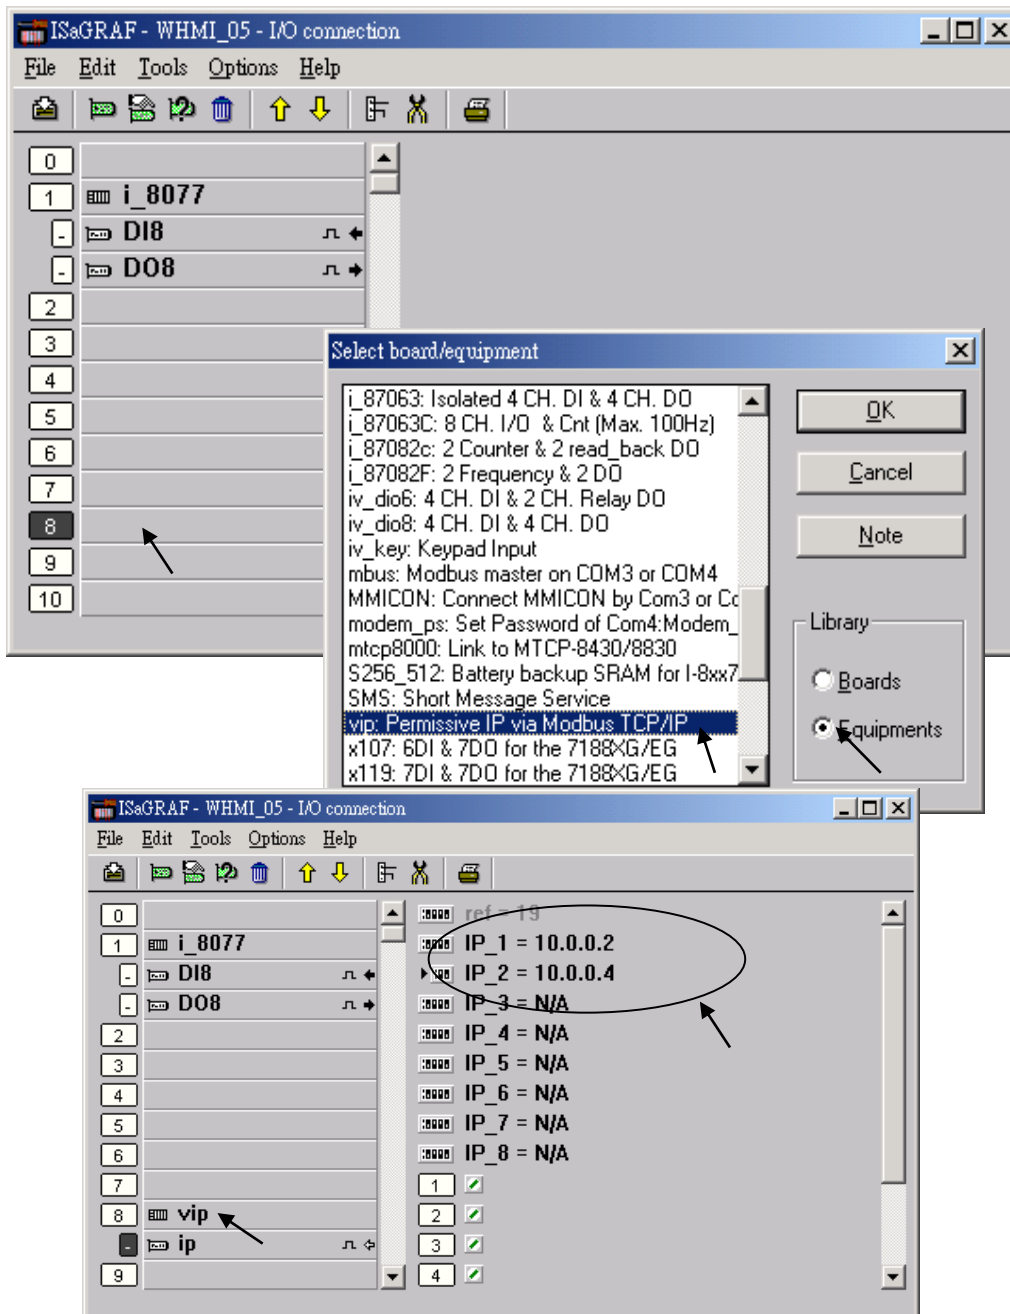 ISaGRAF - WHMI_05 - I/O connection
File Edit Tools Options Help
0
1 i_8077
- DI8
- DO8
2
3
4
5
6
7
8
9
10
Select board/equipment
i_87063: Isolated 4 CH. DI & 4 CH. DO
i_87063C: 8 CH. I/O & Cnt (Max. 100Hz)
i_87082c: 2 Counter & 2 read_back DO
i_87082F: 2 Frequency & 2 DO
iv_dio6: 4 CH. DI & 2 CH. Relay DO
iv_dio8: 4 CH. DI & 4 CH. DO
iv_key: Keypad Input
mbus: Modbus master on COM3 or COM4
MMICON: Connect MMICON by Com3 or Co
modem_ps: Set Password of Com4:Modem_
mtcp8000: Link to MTCP-8430/8830
S256_512: Battery backup SRAM for I-8xx7
SMS: Short Message Service
vip: Permissive IP via Modbus TCP/IP
x107: 6DI & 7DO for the 7188XG/EG
x119: 7DI & 7DO for the 7188XG/EG
OK
Cancel
Note
Library
Boards
Equipments
ISaGRAF - WHMI_05 - I/O connection
File Edit Tools Options Help
0
1 i_8077
- DI8
- DO8
2
3
4
5
6
7
8 vip
- ip
9
ref = 19
IP_1 = 10.0.0.2
IP_2 = 10.0.0.4
IP_3 = N/A
IP_4 = N/A
IP_5 = N/A
IP_6 = N/A
IP_7 = N/A
IP_8 = N/A
1
2
3
4